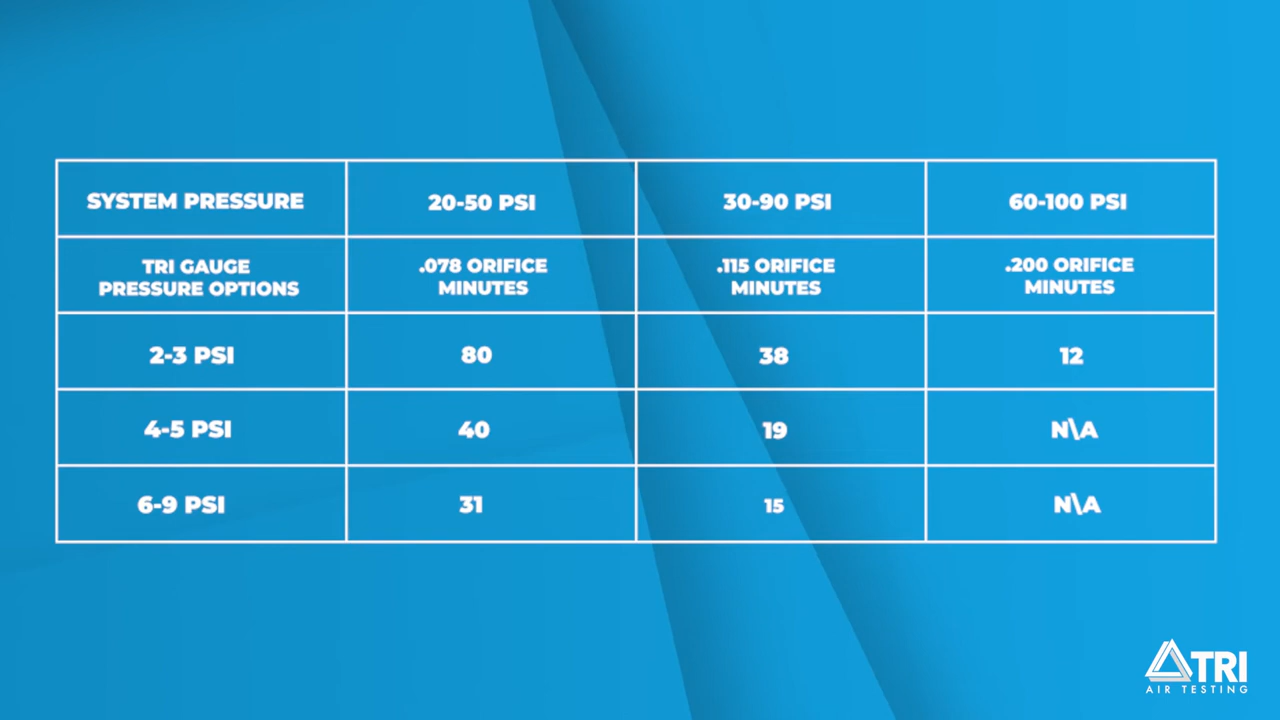 SYSTEM PRESSURE 20-50 PSI 30-90 PSI 60-100 PSI
TRI GAUGE .078 ORIFICE .115 ORIFICE .200 ORIFICE
PRESSURE OPTIONS MINUTES MINUTES MINUTES
2-3 PSI 80 38 12
4-5 PSI 40 19 N\A
6-9 PSI 31 15 N\A
TRI
AIR TESTING